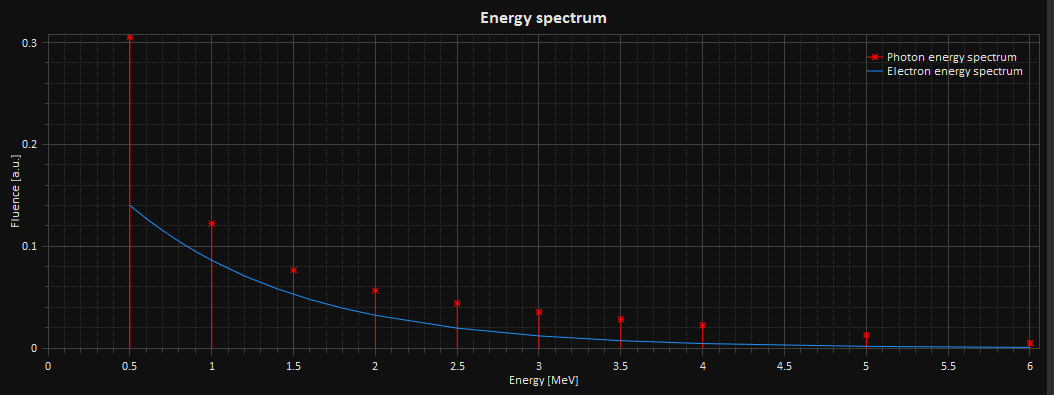 Energy spectrum
0.3
Photon energy spectrum
Electron energy spectrum
0.2
Fluence [a.u.]
0.1
0
0 0.5 1 1.5 2 2.5 3 3.5 4 4.5 5 5.5 6
Energy [MeV]